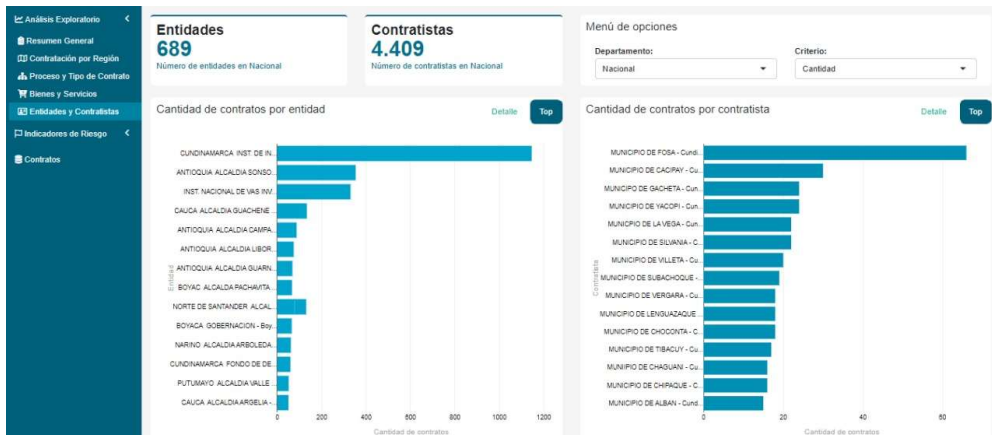 Análisis Exploratorio
Resumen General
Contratación por Región
Proceso y Tipo de Contrato
Bienes y Servicios
Entidades y Contratistas
Indicadores de Riesgo
Contratos
Entidades
689
Número de entidades en Nacional
Contratistas
4.409
Número de contratistas en Nacional
Menú de opciones
Departamento:
Nacional
Criterio:
Cantidad
Cantidad de contratos por entidad
Detalle
Top
CUNDINAMARCA INST. DE IN...
ANTIOQUIA ALCALDIA SONSO...
INST. NACIONAL DE VAS INV...
CAUCA ALCALDIA GUACHENE ...
ANTIOQUIA ALCALDIA CAMPA...
ANTIOQUIA ALCALDIA LIBOR...
ANTIOQUIA ALCALDIA GUARN...
BOYAC ALCALDA PACHAVITA ...
NORTE DE SANTANDER ALCAL...
BOYACA GOBERNACION - Boy...
NARINO ALCALDIA ARBOLEDA...
CUNDINAMARCA FONDO DE DE...
PUTUMAYO ALCALDIA VALLE ...
CAUCA ALCALDIA ARGELIA -...
Entidad
0 200 400 600 800 1000 1200
Cantidad de contratos
Cantidad de contratos por contratista
Detalle
Top
MUNICIPIO DE FOSA - Cundi...
MUNICIPIO DE CACIPAY - Cu...
MUNICIPO DE GACHETA - Cun...
MUNICIPIO DE YACOPI - Cun...
MUNICPIO DE LA VEGA - Cun...
MUNICIPIO DE SILVANIA - C...
MUNICIPIO DE VILLETA - Cu...
MUNICIPIO DE SUBACHOQUE -...
MUNICIPIO DE VERGARA - Cu...
MUNICIPIO DE LENGUAZAQUE...
MUNICIPIO DE CHOCONTA - C...
MUNICIPIO DE TIBACUY - Cu...
MUNIIPIO DE CHAGUANI - Cu...
MUNICIPIO DE CHIPAQUE - C...
MUNICIPIO DE ALBAN - Cund...
Contratista
0 20 40 60
Cantidad de contratos